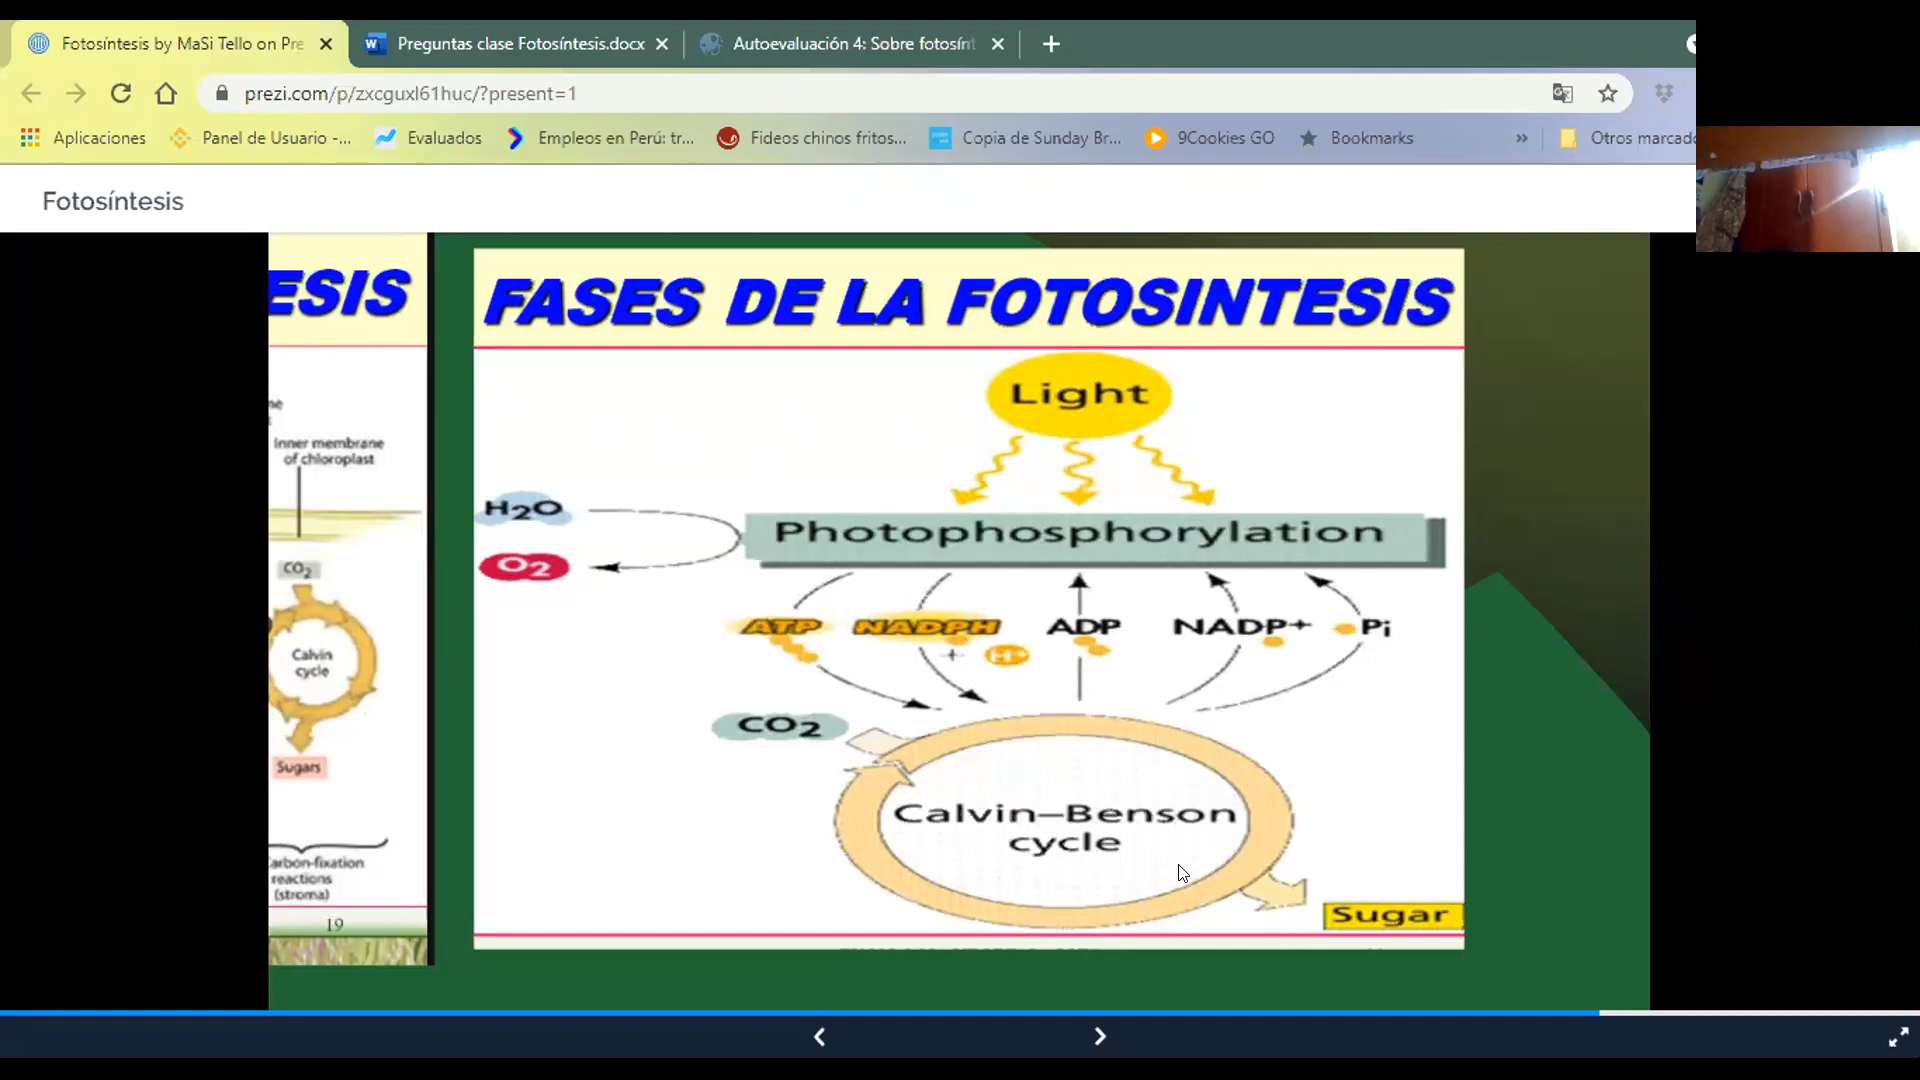 Fotosíntesis by MaSi Tello on Pre
Preguntas clase Fotosíntesis.docx
Autoevaluación 4: Sobre fotosínt
prezi.com/p/zxcguxl61huc/?present=1
Aplicaciones
Panel de Usuario -...
Evaluados
Empleos en Perú: tr...
Fideos chinos fritos...
Copia de Sunday Br...
9Cookies GO
Bookmarks
»
Otros marcado
Fotosíntesis
ESIS
Inner membrane
of chloroplast
CO2
Calvin
cycle
Sugars
arbon-fixation
reactions
(stroma)
19
FASES DE LA FOTOSINTESIS
Light
H2O
Photophosphorylation
O2
ATP
NADPH
+ H+
ADP
NADP+
Pi
CO2
Calvin–Benson
cycle
Sugar